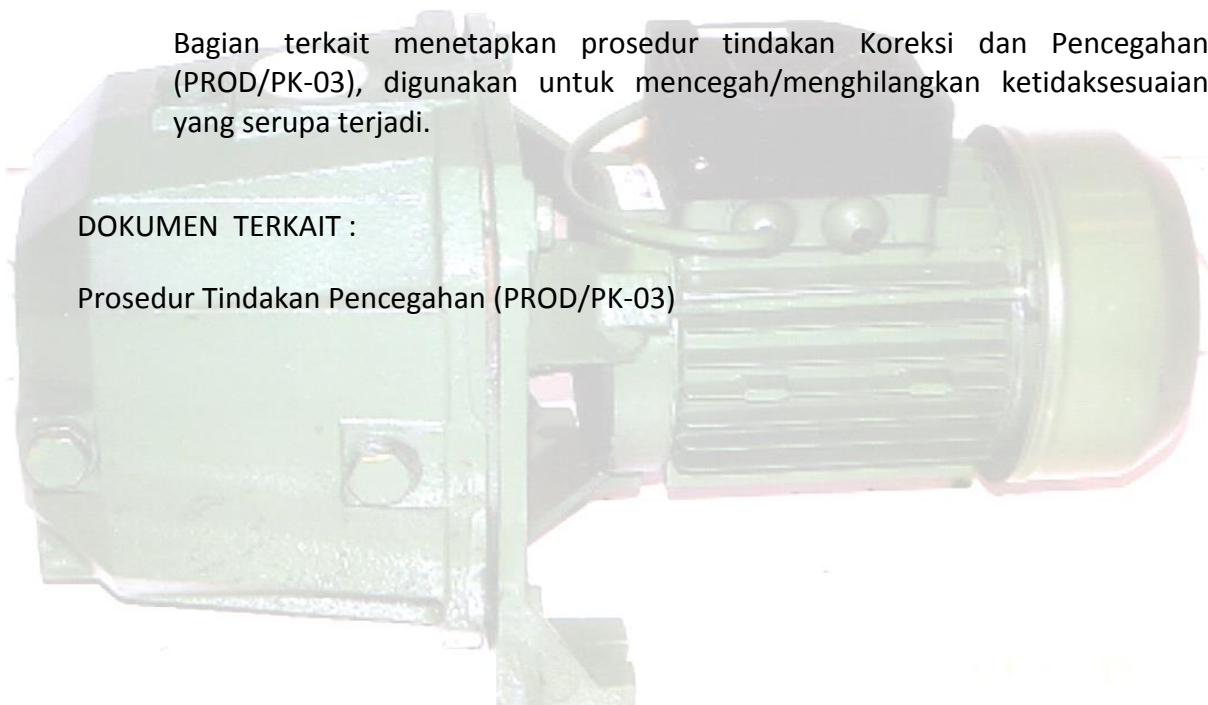 Bagian terkait menetapkan prosedur tindakan Koreksi dan Pencegahan
(PROD/PK-03), digunakan untuk mencegah/menghilangkan ketidaksesuaian
yang serupa terjadi.
DOKUMEN TERKAIT :
Prosedur Tindakan Pencegahan (PROD/PK-03)